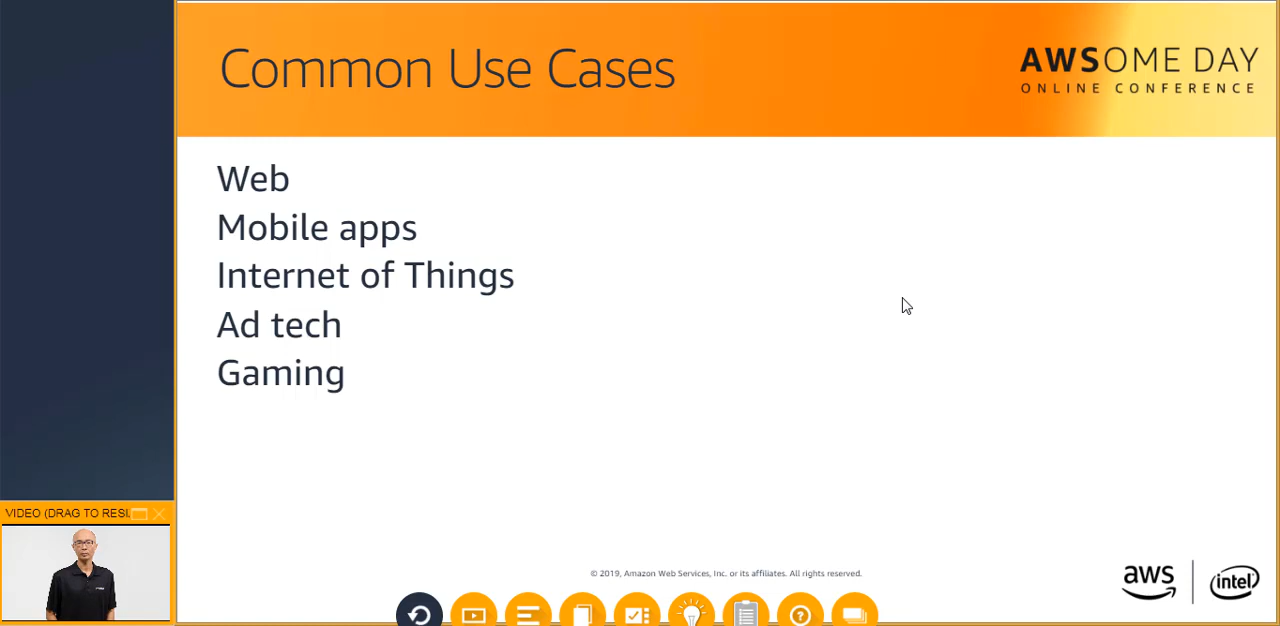 Common Use Cases
AWSOME DAY
ONLINE CONFERENCE
Web
Mobile apps
Internet of Things
Ad tech
Gaming
VIDEO (DRAG TO RESI
© 2019, Amazon Web Services, Inc. or its affiliates. All rights reserved.
aws
intel